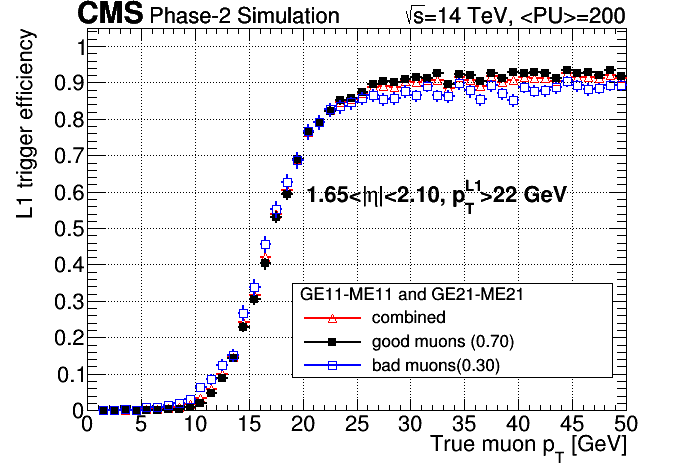 CMS Phase-2 Simulation √s=14 TeV, <PU>=200
L1 trigger efficiency
1
0.9
0.8
0.7
0.6
0.5
0.4
0.3
0.2
0.1
0
1.65<|η|<2.10, p_T^L1>22 GeV
GE11-ME11 and GE21-ME21
combined
good muons (0.70)
bad muons(0.30)
0 5 10 15 20 25 30 35 40 45 50
True muon p_T [GeV]